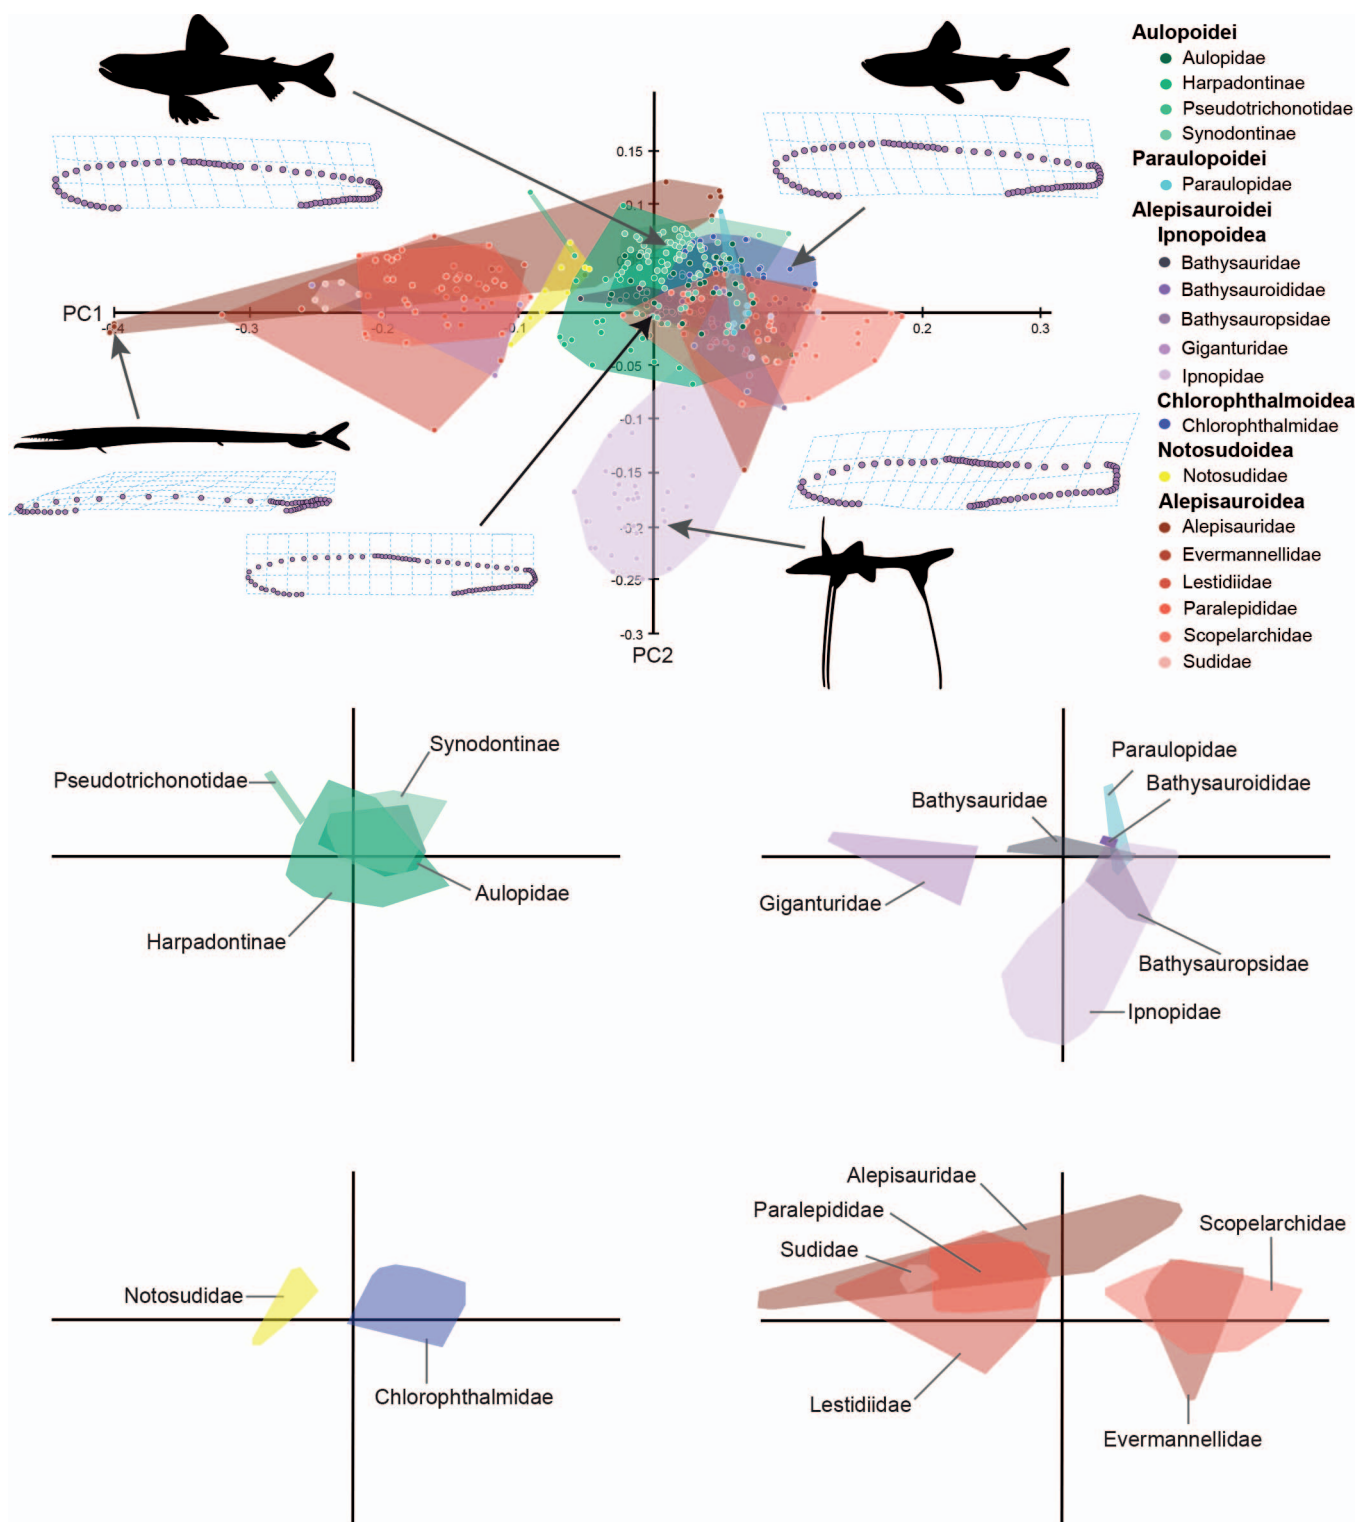 Aulopoidei
Aulopidae
Harpadontinae
Pseudotrichonotidae
Synodontinae
Paraulopoidei
Paraulopidae
Alepisauroidei
Ipnopoidea
Bathysauridae
Bathysauroididae
Bathysauropsidae
Giganturidae
Ipnopidae
Chlorophthalmoidea
Chlorophthalmidae
Notosudoidea
Notosudidae
Alepisauroidea
Alepisauridae
Evermannellidae
Lestidiidae
Paralepididae
Scopelarchidae
Sudidae
0.15
0.1
PC1
-0.4
-0.3
-0.2
-0.1
0.2
0.3
-0.05
-0.1
-0.15
-0.2
-0.25
-0.3
PC2
Synodontinae
Pseudotrichonotidae
Aulopidae
Harpadontinae
Paraulopidae
Bathysauroididae
Bathysauridae
Giganturidae
Bathysauropsidae
Ipnopidae
Notosudidae
Chlorophthalmidae
Alepisauridae
Paralepididae
Sudidae
Scopelarchidae
Lestidiidae
Evermannellidae